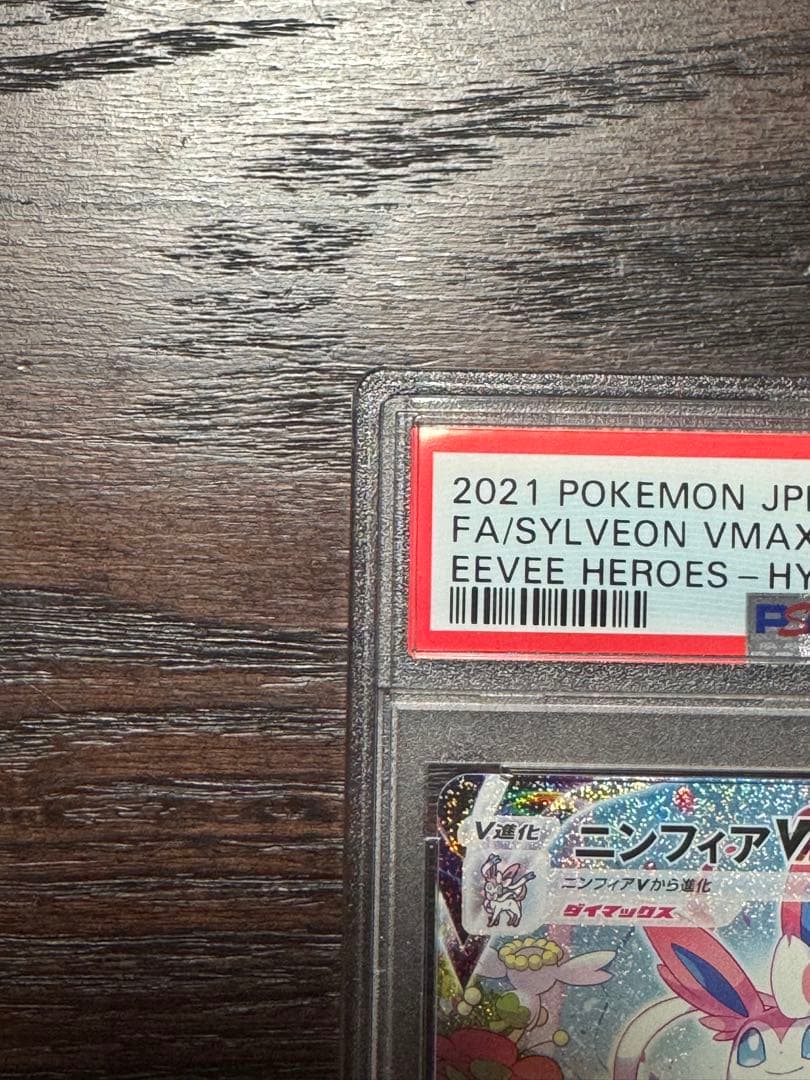 2021 POKEMON JP
FA/SYLVEON VMAX
EEVEE HEROES-HY
PS
V進化
ニンフィアV
ニンフィアVから進化
ダイマックス